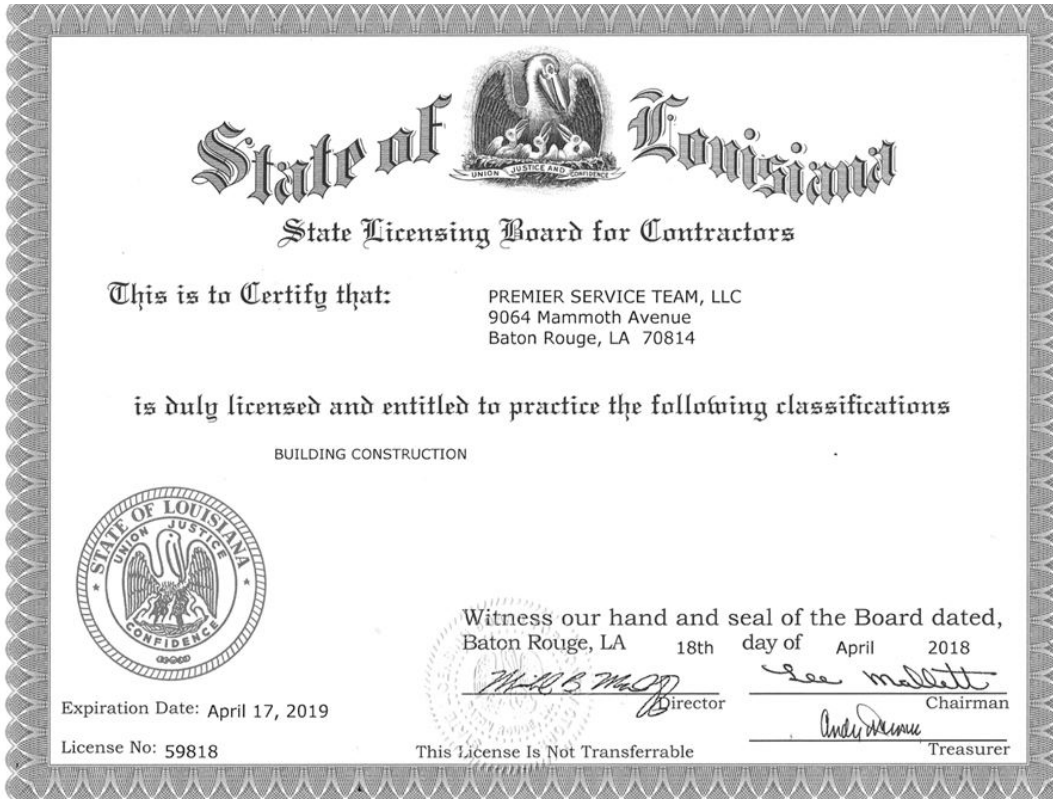 State of Louisiana
UNION JUSTICE AND CONFIDENCE
State Licensing Board for Contractors
This is to Certify that:
PREMIER SERVICE TEAM, LLC
9064 Mammoth Avenue
Baton Rouge, LA 70814
is duly licensed and entitled to practice the following classifications
BUILDING CONSTRUCTION
STATE OF LOUISIANA
UNION JUSTICE
CONFIDENCE
Witness our hand and seal of the Board dated,
Baton Rouge, LA 18th day of April 2018
Lee Mallett
Director
Chairman
Expiration Date: April 17, 2019
License No: 59818
This License Is Not Transferrable
Treasurer